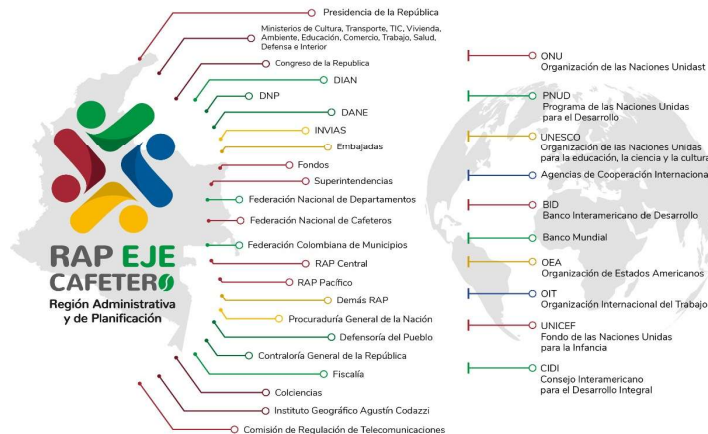 Presidencia de la República
Ministerios de Cultura, Transporte, TIC, Vivienda,
Ambiente, Educación, Comercio, Trabajo, Salud,
Defensa e Interior
Congreso de la Republica
DIAN
DNP
DANE
INVIAS
Embajadas
Fondos
Superintendencias
Federación Nacional de Departamentos
Federación Nacional de Cafeteros
Federación Colombiana de Municipios
RAP Central
RAP Pacífico
Demás RAP
Procuraduría General de la Nación
Defensoría del Pueblo
Contraloría General de la República
Fiscalía
Colciencias
Instituto Geográfico Agustín Codazzi
Comisión de Regulación de Telecomunicaciones
RAP EJE
CAFETERO
Región Administrativa
y de Planificación
ONU
Organización de las Naciones Unidast
PNUD
Programa de las Naciones Unidas
para el Desarrollo
UNESCO
Organización de las Naciones Unidas
para la educación, la ciencia y la cultura
Agencias de Cooperación Internaciona
BID
Banco Interamericano de Desarrollo
Banco Mundial
OEA
Organización de Estados Americanos
OIT
Organización Internacional del Trabajo
UNICEF
Fondo de las Naciones Unidas
para la Infancia
CIDI
Consejo Interamericano
para el Desarrollo Integral